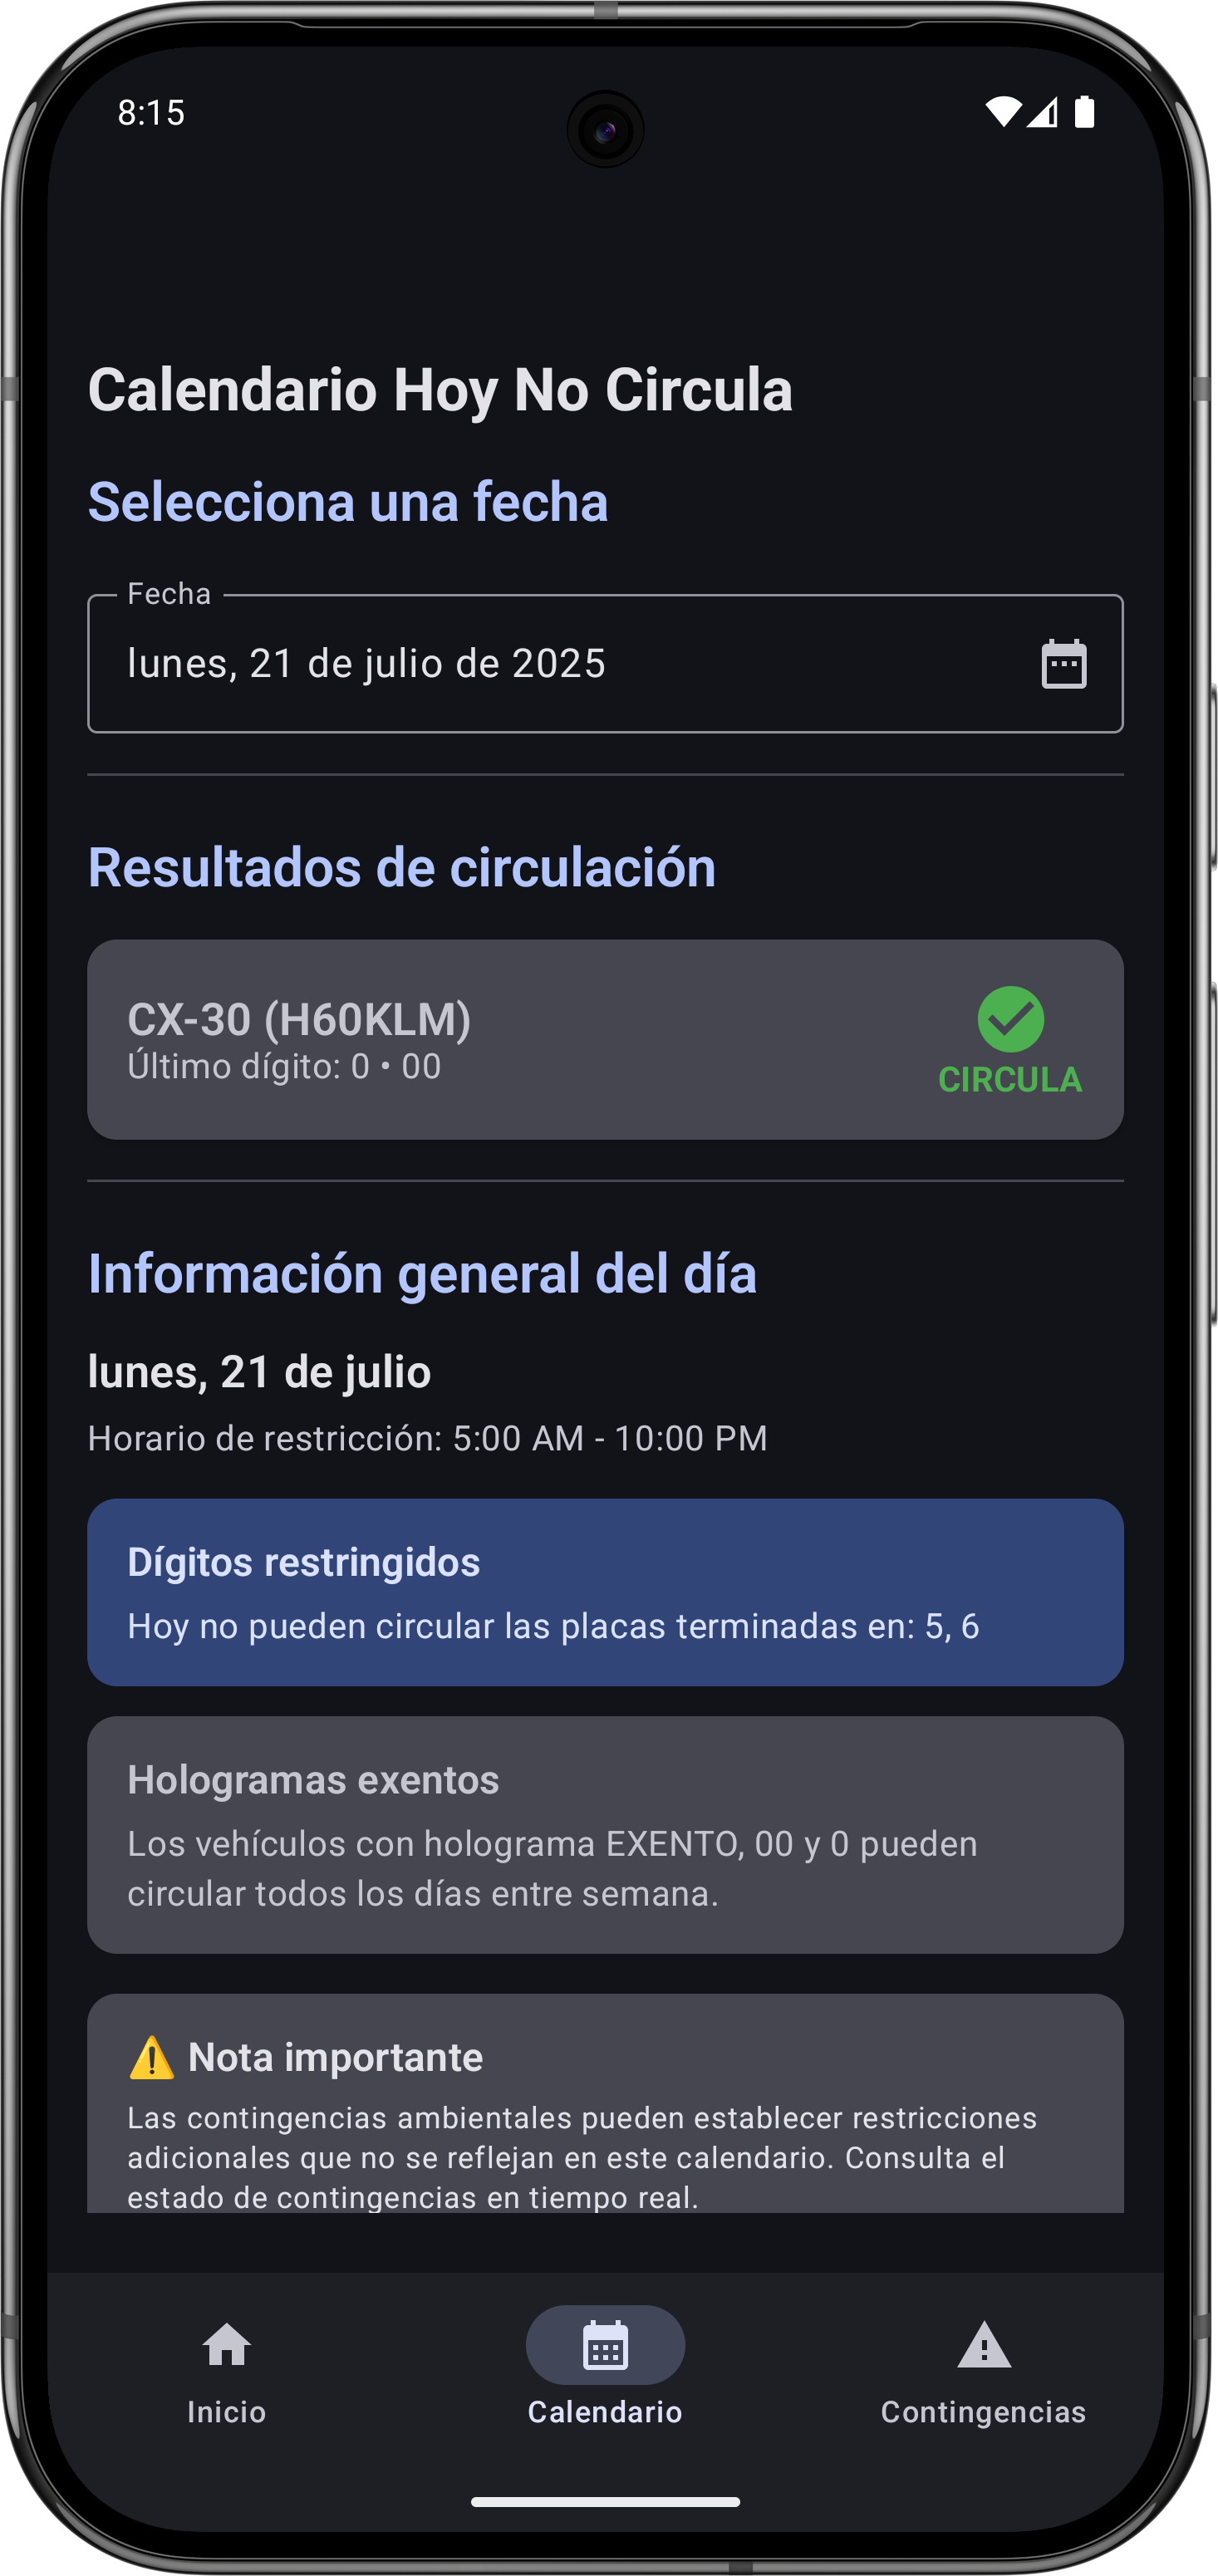 8:15
Calendario Hoy No Circula
Selecciona una fecha
Fecha
lunes, 21 de julio de 2025
Resultados de circulación
CX-30 (H60KLM)
Último dígito: 0 • 00
CIRCULA
Información general del día
lunes, 21 de julio
Horario de restricción: 5:00 AM - 10:00 PM
Dígitos restringidos
Hoy no pueden circular las placas terminadas en: 5, 6
Hologramas exentos
Los vehículos con holograma EXENTO, 00 y 0 pueden
circular todos los días entre semana.
⚠️ Nota importante
Las contingencias ambientales pueden establecer restricciones
adicionales que no se reflejan en este calendario. Consulta el
estado de contingencias en tiempo real.
Inicio
Calendario
Contingencias